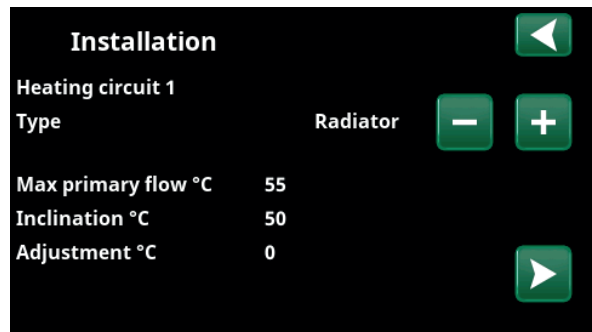 Installation
Heating circuit 1
Type Radiator
Max primary flow °C 55
Inclination °C 50
Adjustment °C 0